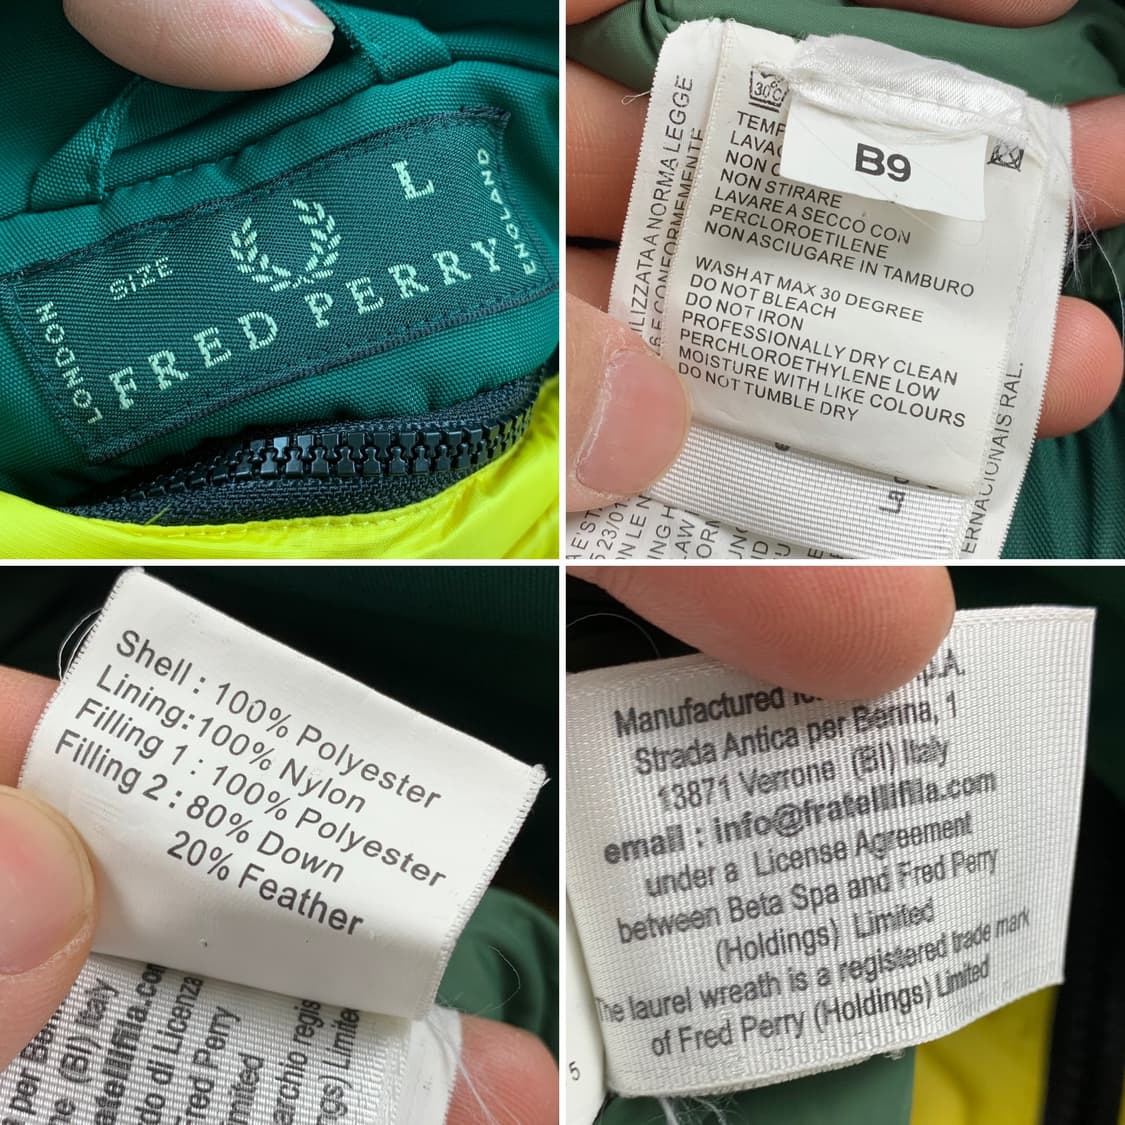 L
SIZE
FRED PERRY
LONDON
ENGLAND
30°C
B9
LAVARE A SECCO CON
NON STIRARE
PERCLOROETILENE
NON ASCIUGARE IN TAMBURO
WASH AT MAX 30 DEGREE
DO NOT BLEACH
DO NOT IRON
PROFESSIONALLY DRY CLEAN
PERCHLOROETHYLENE LOW
MOISTURE WITH LIKE COLOURS
DO NOT TUMBLE DRY
A NORMA LEGGE
CONFORMEMENTE
Shell : 100% Polyester
Lining: 100% Nylon
Filling 1 : 100% Polyester
Filling 2 : 80% Down
20% Feather
(BI) Italy
Manufactured
Strada Antica per Benna, 1
13871 Verrone (BI) Italy
email : info@fratellifila.com
under a License Agreement
between Beta Spa and Fred Perry
(Holdings) Limited
The laurel wreath is a registered trade mark
of Fred Perry (Holdings) Limited
5